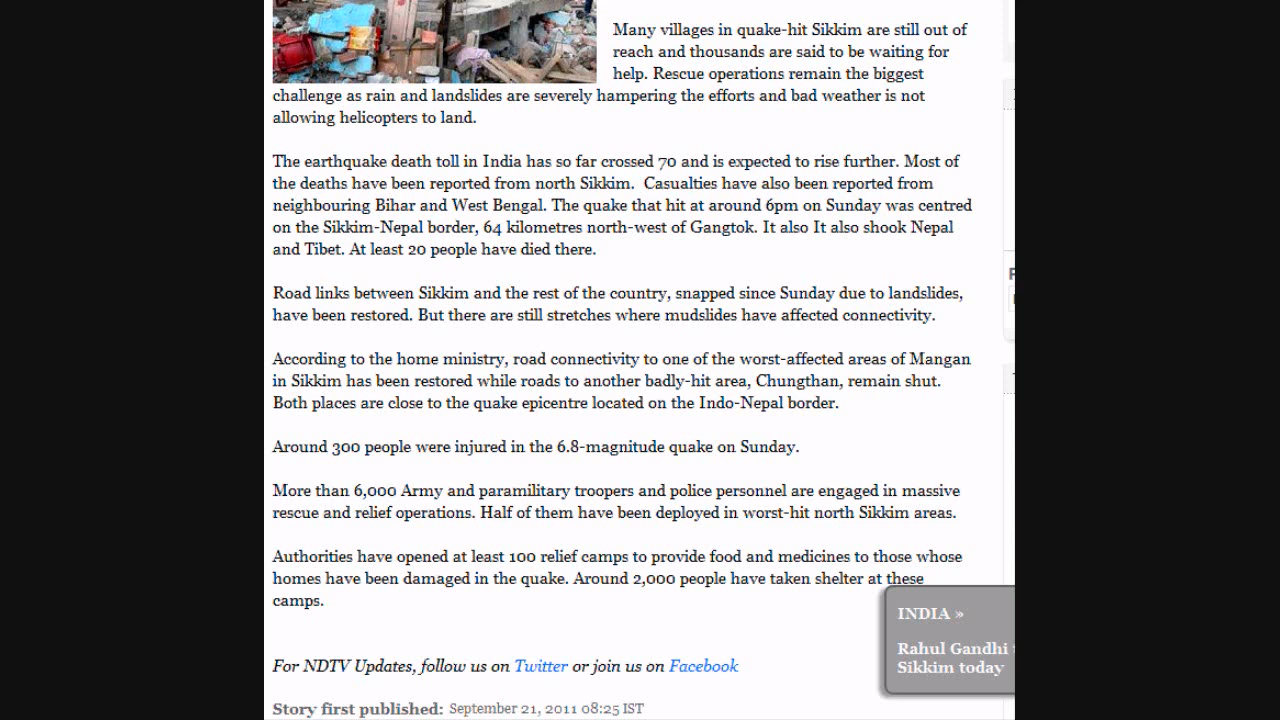 Many villages in quake-hit Sikkim are still out of
reach and thousands are said to be waiting for
help. Rescue operations remain the biggest
challenge as rain and landslides are severely hampering the efforts and bad weather is not
allowing helicopters to land.
The earthquake death toll in India has so far crossed 70 and is expected to rise further. Most of
the deaths have been reported from north Sikkim.  Casualties have also been reported from
neighbouring Bihar and West Bengal. The quake that hit at around 6pm on Sunday was centred
on the Sikkim-Nepal border, 64 kilometres north-west of Gangtok. It also It also shook Nepal
and Tibet. At least 20 people have died there.
Road links between Sikkim and the rest of the country, snapped since Sunday due to landslides,
have been restored. But there are still stretches where mudslides have affected connectivity.
According to the home ministry, road connectivity to one of the worst-affected areas of Mangan
in Sikkim has been restored while roads to another badly-hit area, Chungthan, remain shut.
Both places are close to the quake epicentre located on the Indo-Nepal border.
Around 300 people were injured in the 6.8-magnitude quake on Sunday.
More than 6,000 Army and paramilitary troopers and police personnel are engaged in massive
rescue and relief operations. Half of them have been deployed in worst-hit north Sikkim areas.
Authorities have opened at least 100 relief camps to provide food and medicines to those whose
homes have been damaged in the quake. Around 2,000 people have taken shelter at these
camps.
INDIA »
Rahul Gandhi
Sikkim today
For NDTV Updates, follow us on Twitter or join us on Facebook
Story first published: September 21, 2011 08:25 IST